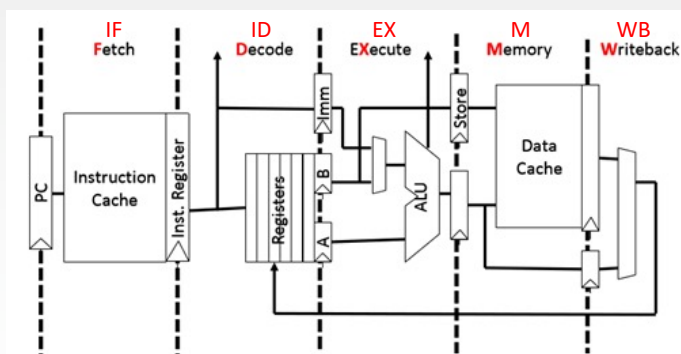 IF ID EX M WB
Fetch Decode EXecute Memory Writeback
PC
Instruction
Cache
Inst. Register
Registers
Imm
B
A
ALU
Store
Data
Cache